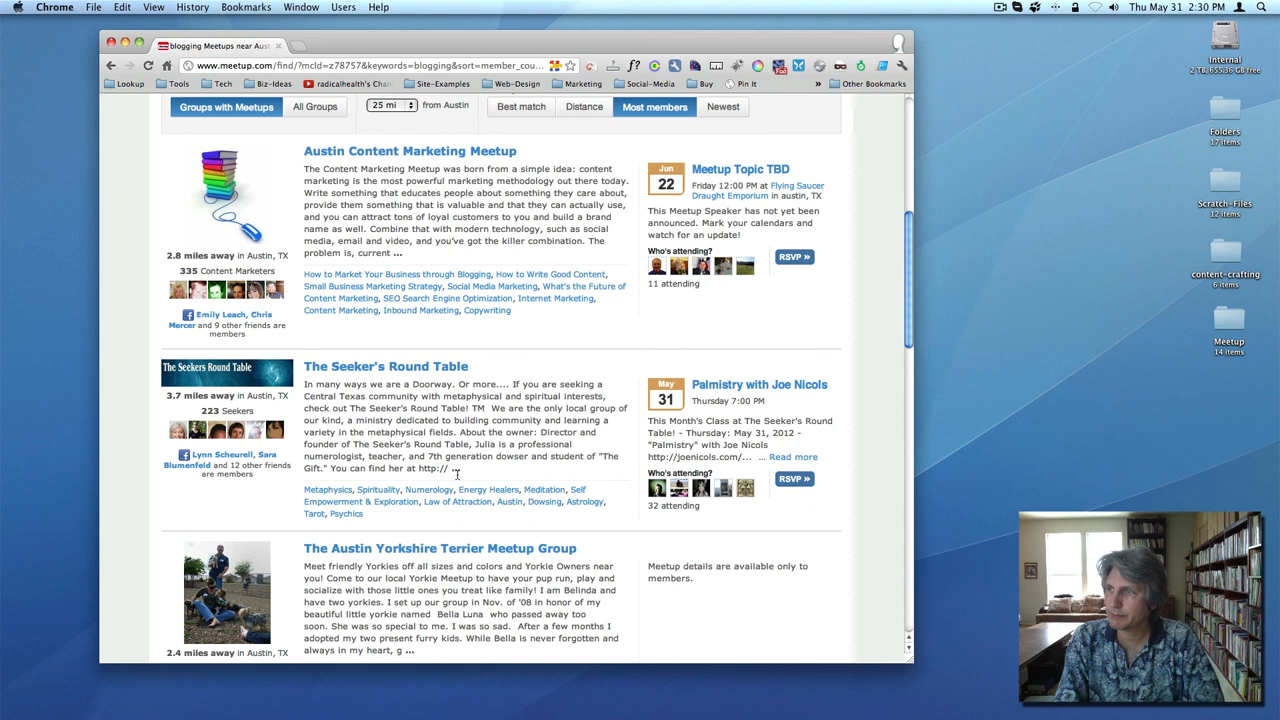 Chrome File Edit View History Bookmarks Window Users Help
Thu May 31 2:30 PM
blogging Meetups near Aus
www.meetup.com/find/?mcId=z78757&keywords=blogging&sort=member_cou...
Lookup Tools Tech Biz-Ideas radicalhealth's Chan Site-Examples Web-Design Marketing Social-Media Buy Pin It » Other Bookmarks
Groups with Meetups All Groups 25 mi from Austin Best match Distance Most members Newest
Austin Content Marketing Meetup
The Content Marketing Meetup was born from a simple idea: content
marketing is the most powerful marketing methodology out there today.
Write something that educates people about something they care about,
provide them something that is valuable and that they can actually use,
and you can attract tons of loyal customers to you and build a brand
name as well. Combine that with modern technology, such as social
media, email and video, and you've got the killer combination. The
problem is, current ...
How to Market Your Business through Blogging, How to Write Good Content,
Small Business Marketing Strategy, Social Media Marketing, What's the Future of
Content Marketing, SEO Search Engine Optimization, Internet Marketing,
Content Marketing, Inbound Marketing, Copywriting
2.8 miles away in Austin, TX
335 Content Marketers
Emily Leach, Chris
Mercer and 9 other friends are
members
Jun
22
Meetup Topic TBD
Friday 12:00 PM at Flying Saucer
Draught Emporium in austin, TX
This Meetup Speaker has not yet been
announced. Mark your calendars and
watch for an update!
Who's attending?
RSVP »
11 attending
The Seekers Round Table
3.7 miles away in Austin, TX
223 Seekers
Lynn Scheurell, Sara
Blumenfeld and 12 other friends
are members
The Seeker's Round Table
In many ways we are a Doorway. Or more.... If you are seeking a
Central Texas community with metaphysical and spiritual interests,
check out The Seeker's Round Table! TM We are the only local group of
our kind, a ministry dedicated to building community and learning a
variety in the metaphysical fields. About the owner: Director and
founder of The Seeker's Round Table, Julia is a professional
numerologist, teacher, and 7th generation dowser and student of "The
Gift." You can find her at http:// ...
Metaphysics, Spirituality, Numerology, Energy Healers, Meditation, Self
Empowerment & Exploration, Law of Attraction, Austin, Dowsing, Astrology,
Tarot, Psychics
May
31
Palmistry with Joe Nicols
Thursday 7:00 PM
This Month's Class at The Seeker's Round
Table! - Thursday: May 31, 2012 -
"Palmistry" with Joe Nicols
http://joenicols.com/... ... Read more
Who's attending?
RSVP »
32 attending
The Austin Yorkshire Terrier Meetup Group
Meet friendly Yorkies off all sizes and colors and Yorkie Owners near
you! Come to our local Yorkie Meetup to have your pup run, play and
socialize with those little ones you treat like family! I am Belinda and
have two yorkies. I set up our group in Nov. of '08 in honor of my
beautiful little yorkie named Bella Luna who passed away too
soon. She was so special to me. I was so sad. After a few months I
adopted my two present furry kids. While Bella is never forgotten and
always in my heart, g ...
2.4 miles away in Austin, TX
Meetup details are available only to
members.
Internal
2 TB, 655.36 GB free
Folders
17 items
Scratch-Files
12 items
content-crafting
6 items
Meetup
14 items